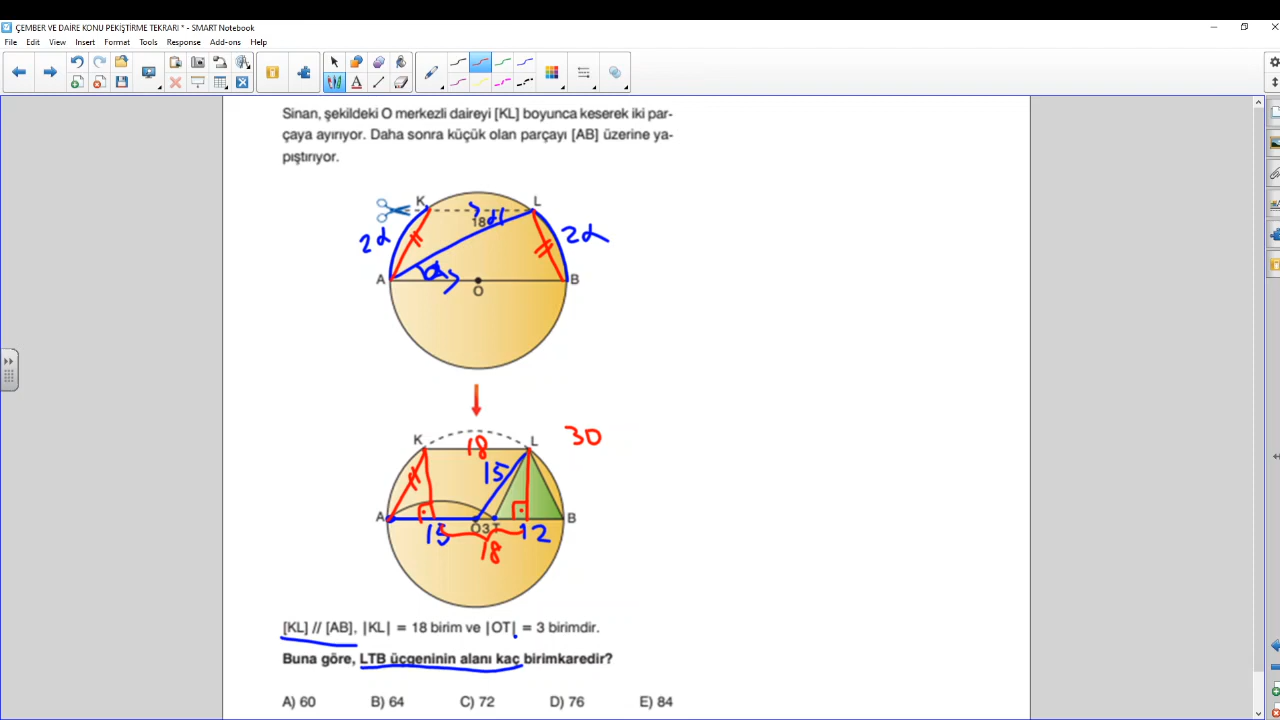 ÇEMBER VE DAİRE KONU PEKİŞTİRME TEKRARI * - SMART Notebook
File Edit View Insert Format Tools Response Add-ons Help
Sinan, şekildeki O merkezli daireyi [KL] boyunca keserek iki par-
çaya ayırıyor. Daha sonra küçük olan parçayı [AB] üzerine ya-
pıştırıyor.
K L
18 α
2α 2α
A α B
O
K L 30
18
15
A O 3 T B
15 12
18
[KL] // [AB], |KL| = 18 birim ve |OT| = 3 birimdir.
Buna göre, LTB üçgeninin alanı kaç birimkaredir?
A) 60 B) 64 C) 72 D) 76 E) 84